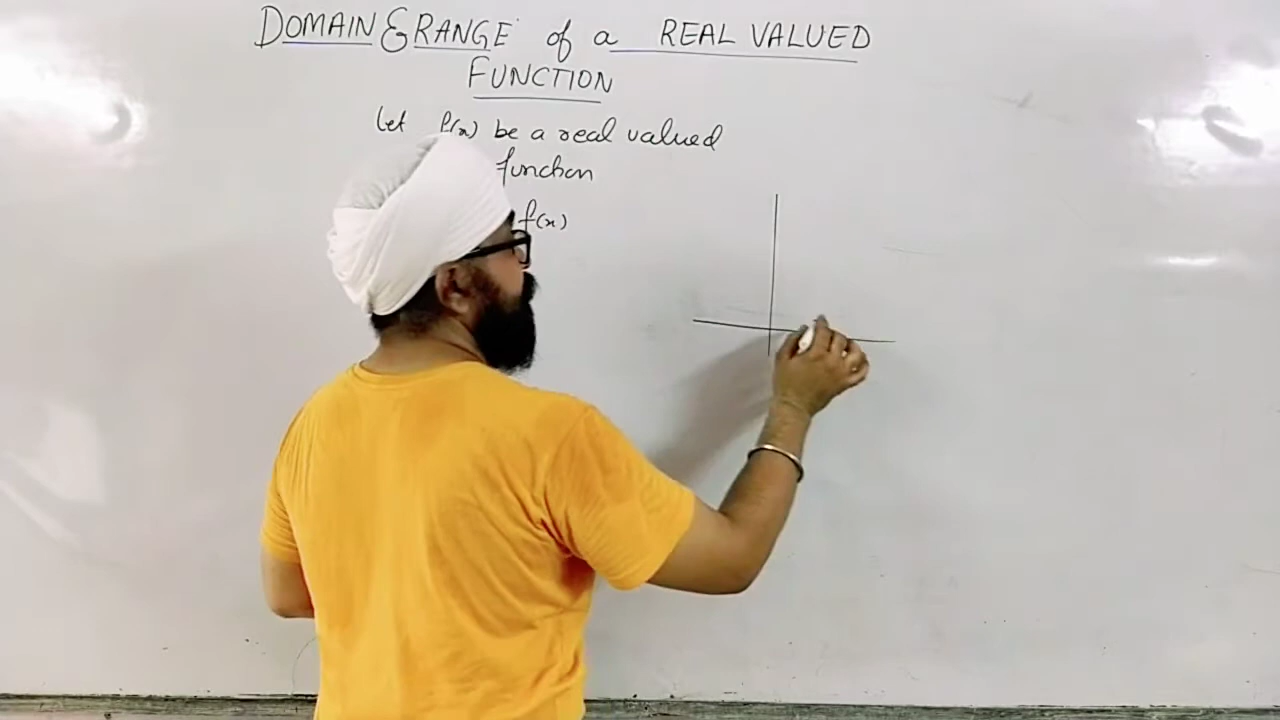 DOMAIN & RANGE of a REAL VALUED
FUNCTION
Let f(x) be a real valued
function
f(x)